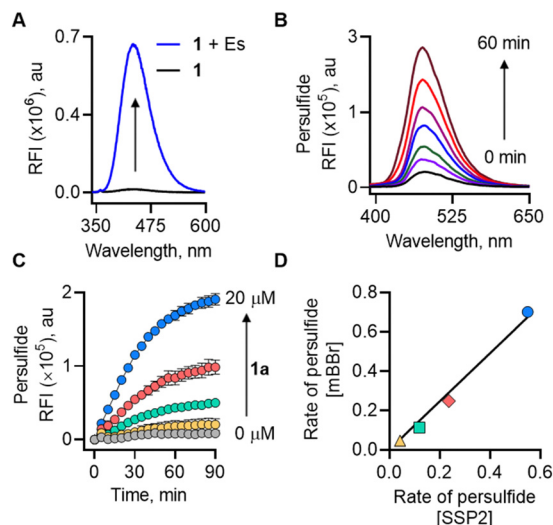 A
0.7
0.4
0.0
RFI (x10⁶), au
1 + Es
1
350 475 600
Wavelength, nm
B
3
1
0
Persulfide
RFI (x10⁵), au
60 min
0 min
400 525 650
Wavelength, nm
C
2
1
0
Persulfide
RFI (×10⁵), au
20 μM
1a
0 μM
0 30 60 90
Time, min
D
0.8
0.6
0.4
0.2
0.0
Rate of persulfide
[mBBr]
0.0 0.2 0.4 0.6
Rate of persulfide
[SSP2]